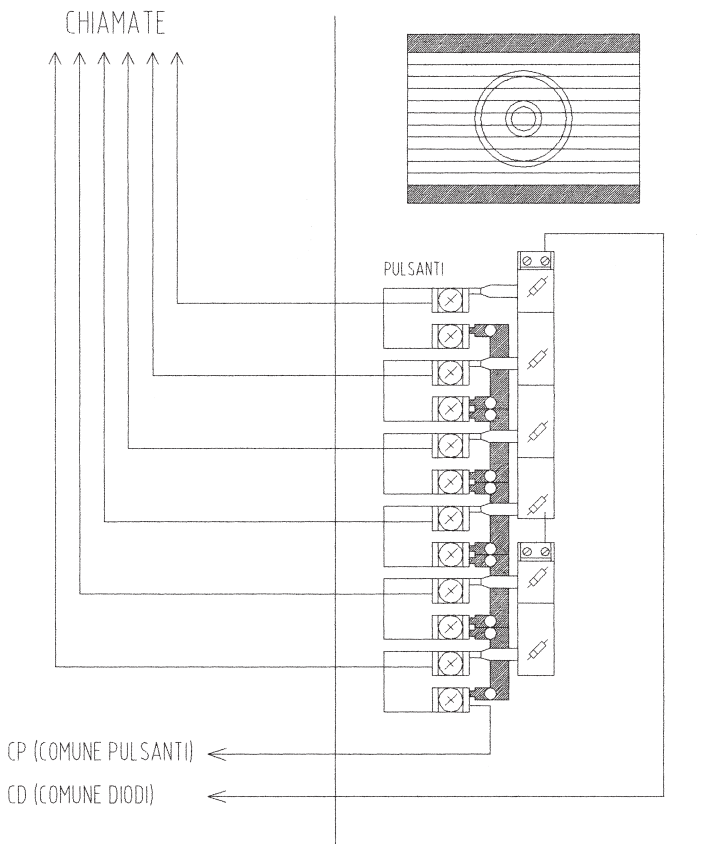 CHIAMATE
PULSANTI
CP (COMUNE PULSANTI)
CD (COMUNE DIODI)